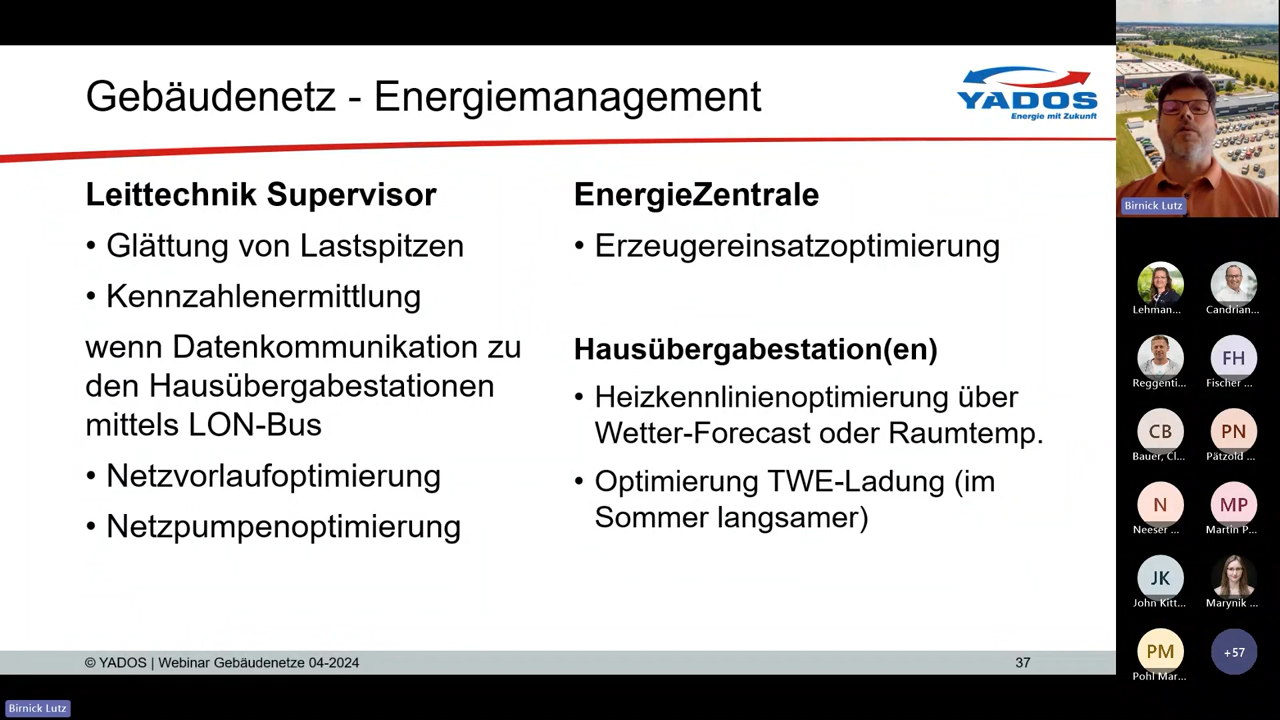 Gebäudenetz - Energiemanagement
YADOS
Energie mit Zukunft
Leittechnik Supervisor
• Glättung von Lastspitzen
• Kennzahlenermittlung
wenn Datenkommunikation zu
den Hausübergabestationen
mittels LON-Bus
• Netzvorlaufoptimierung
• Netzpumpenoptimierung
EnergieZentrale
• Erzeugereinsatzoptimierung
Hausübergabestation(en)
• Heizkennlinienoptimierung über
Wetter-Forecast oder Raumtemp.
• Optimierung TWE-Ladung (im
Sommer langsamer)
© YADOS | Webinar Gebäudenetze 04-2024
37
Birnick Lutz
Lehman...
Candrian...
Reggenti...
FH
Fischer ...
CB
Bauer, Cl...
PN
Pätzold ...
N
Neeser ...
MP
Martin P...
JK
John Kitt...
Marynik ...
PM
Pohl Mar...
+57
Birnick Lutz